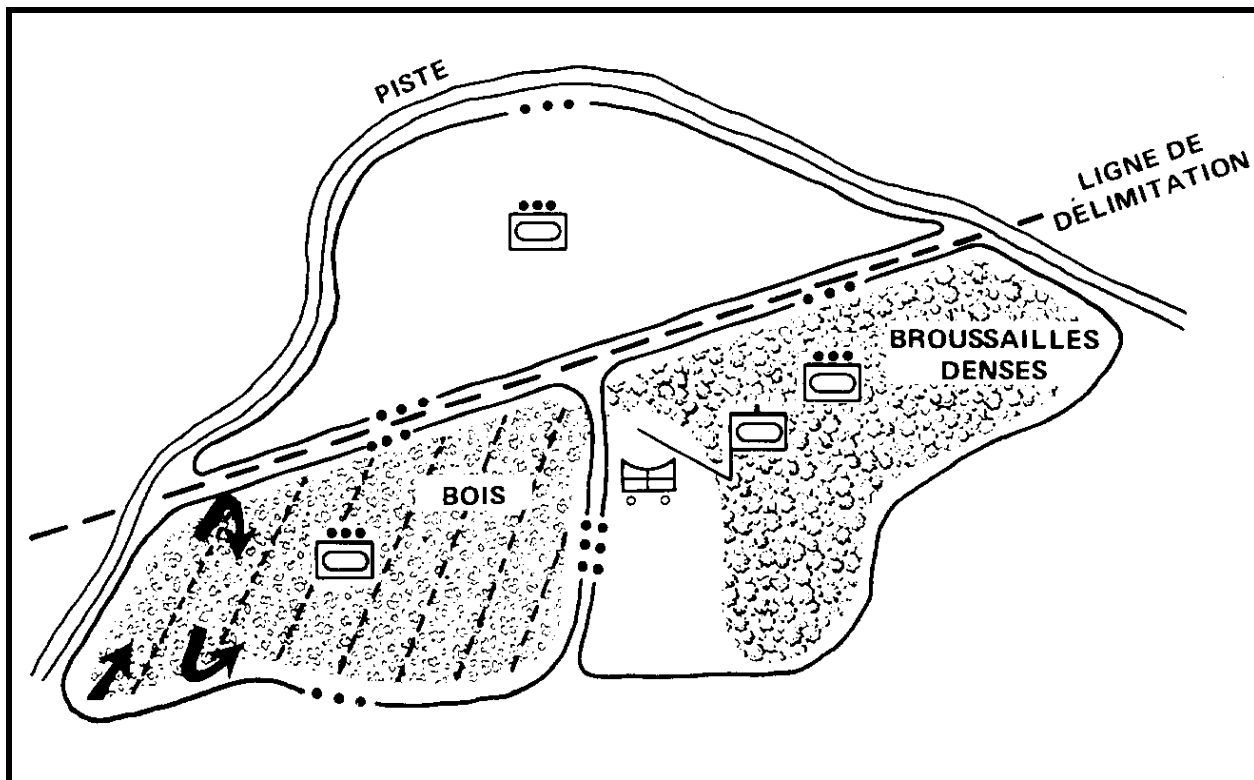 PISTE
LIGNE DE
DÉLIMITATION
BROUSSAILLES
DENSES
BOIS